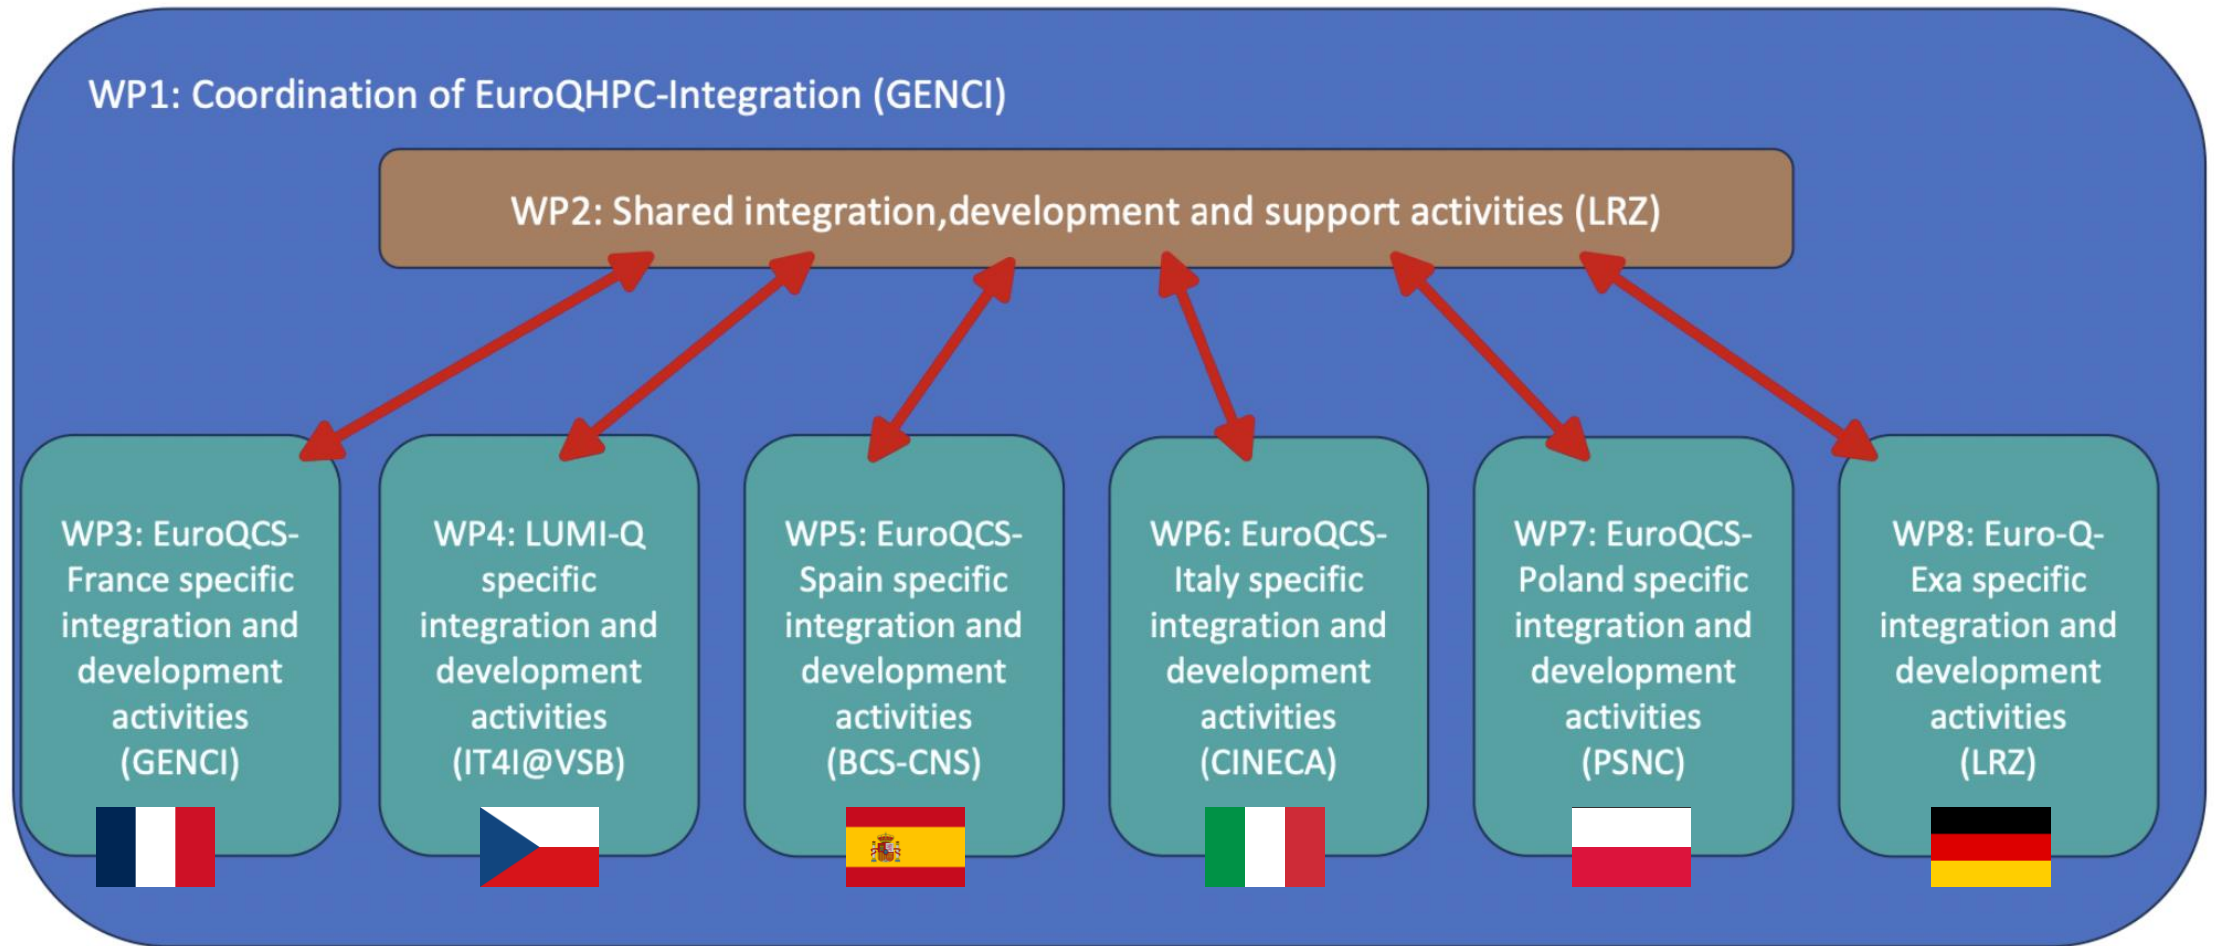 WP1: Coordination of EuroQHPC-Integration (GENCI)
WP2: Shared integration,development and support activities (LRZ)
WP3: EuroQCS-
France specific
integration and
development
activities
(GENCI)
WP4: LUMI-Q
specific
integration and
development
activities
(IT4I@VSB)
WP5: EuroQCS-
Spain specific
integration and
development
activities
(BCS-CNS)
WP6: EuroQCS-
Italy specific
integration and
development
activities
(CINECA)
WP7: EuroQCS-
Poland specific
integration and
development
activities
(PSNC)
WP8: Euro-Q-
Exa specific
integration and
development
activities
(LRZ)